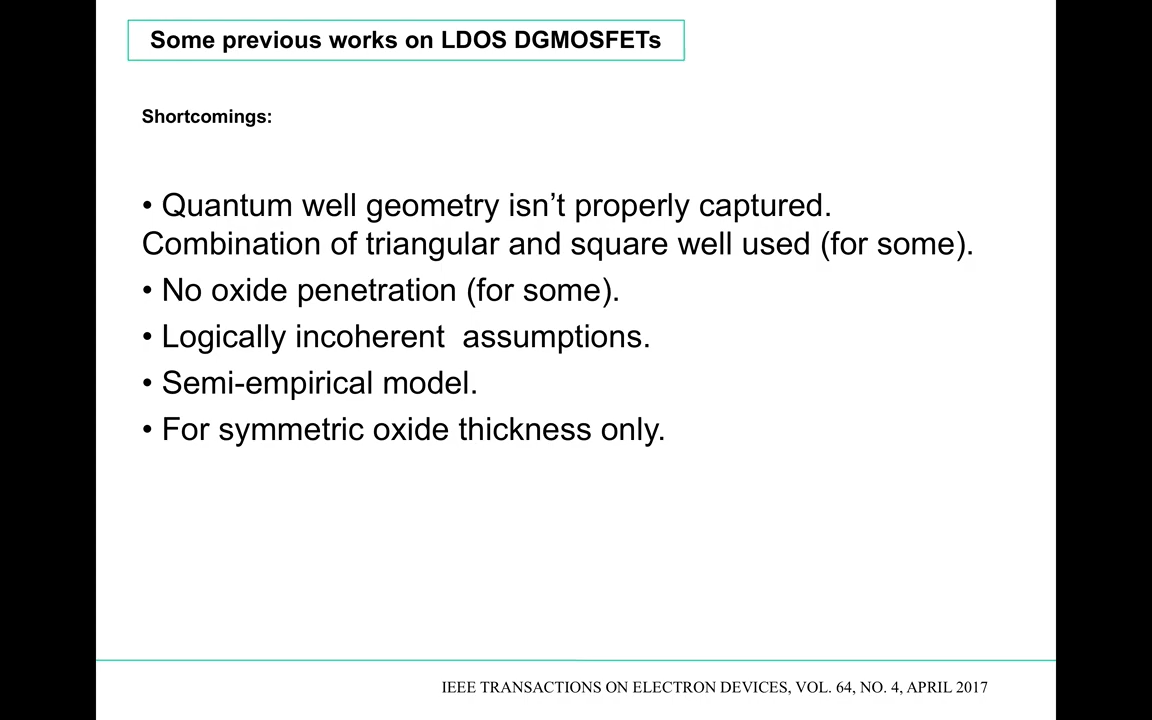 Some previous works on LDOS DGMOSFETs
Shortcomings:
• Quantum well geometry isn’t properly captured.
Combination of triangular and square well used (for some).
• No oxide penetration (for some).
• Logically incoherent  assumptions.
• Semi-empirical model.
• For symmetric oxide thickness only.
IEEE TRANSACTIONS ON ELECTRON DEVICES, VOL. 64, NO. 4, APRIL 2017